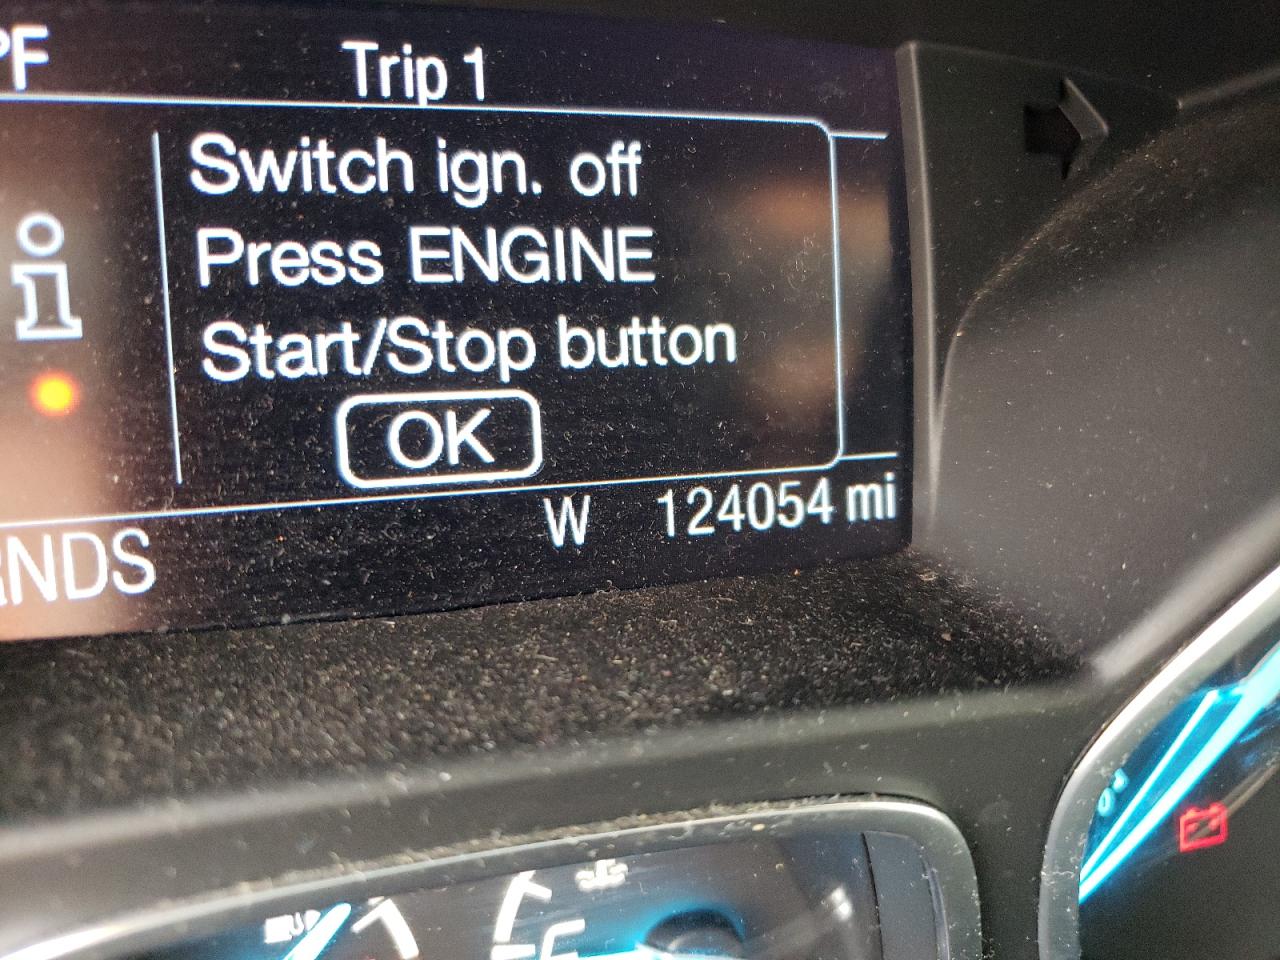 Trip 1
Switch ign. off
Press ENGINE
Start/Stop button
OK
W 124054 mi